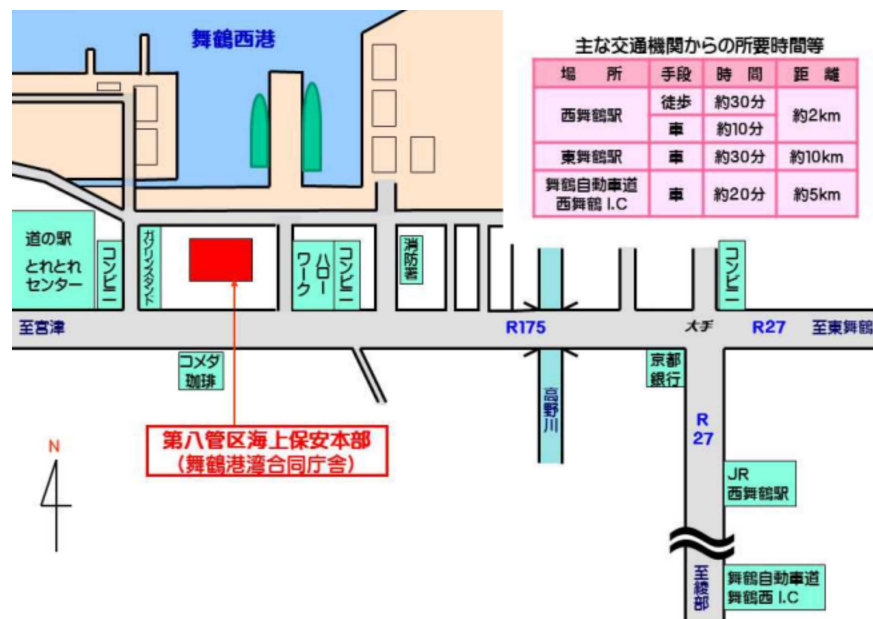 舞鶴西港
主な交通機関からの所要時間等
場 所 手段 時 間 距 離
西舞鶴駅 徒歩 約30分 約2km
車 約10分
東舞鶴駅 車 約30分 約10km
舞鶴自動車道
西舞鶴 I.C 車 約20分 約5km
道の駅
とれとれ
センター
コンビニ
ガソリンスタンド
ハロー
ワーク
コンビニ
消防署
コンビニ
至宮津
R175
大手
R27
至東舞鶴
コメダ
珈琲
京都
銀行
高野川
R
27
第八管区海上保安本部
(舞鶴港湾合同庁舎)
N
JR
西舞鶴駅
至綾部
舞鶴自動車道
舞鶴西 I.C